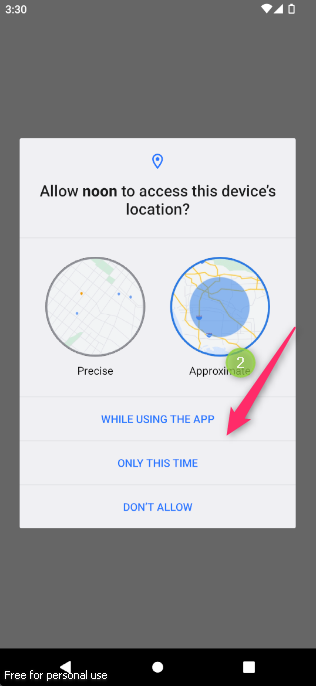 3:30
Allow noon to access this device's
location?
Precise
Approximate
2
WHILE USING THE APP
ONLY THIS TIME
DON'T ALLOW
Free for personal use